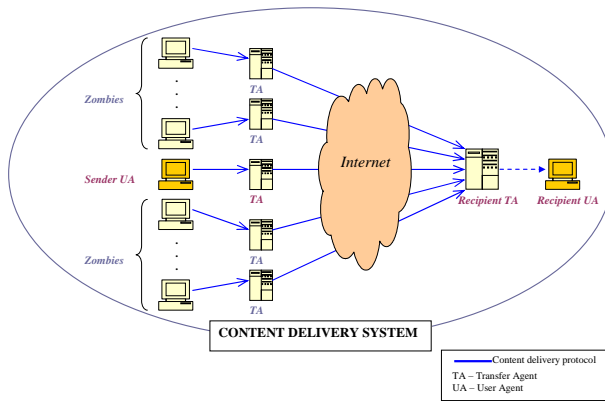 TA
Zombies
TA
Internet
Sender UA
TA
Recipient TA
Recipient UA
TA
Zombies
TA
CONTENT DELIVERY SYSTEM
Content delivery protocol
TA – Transfer Agent
UA – User Agent